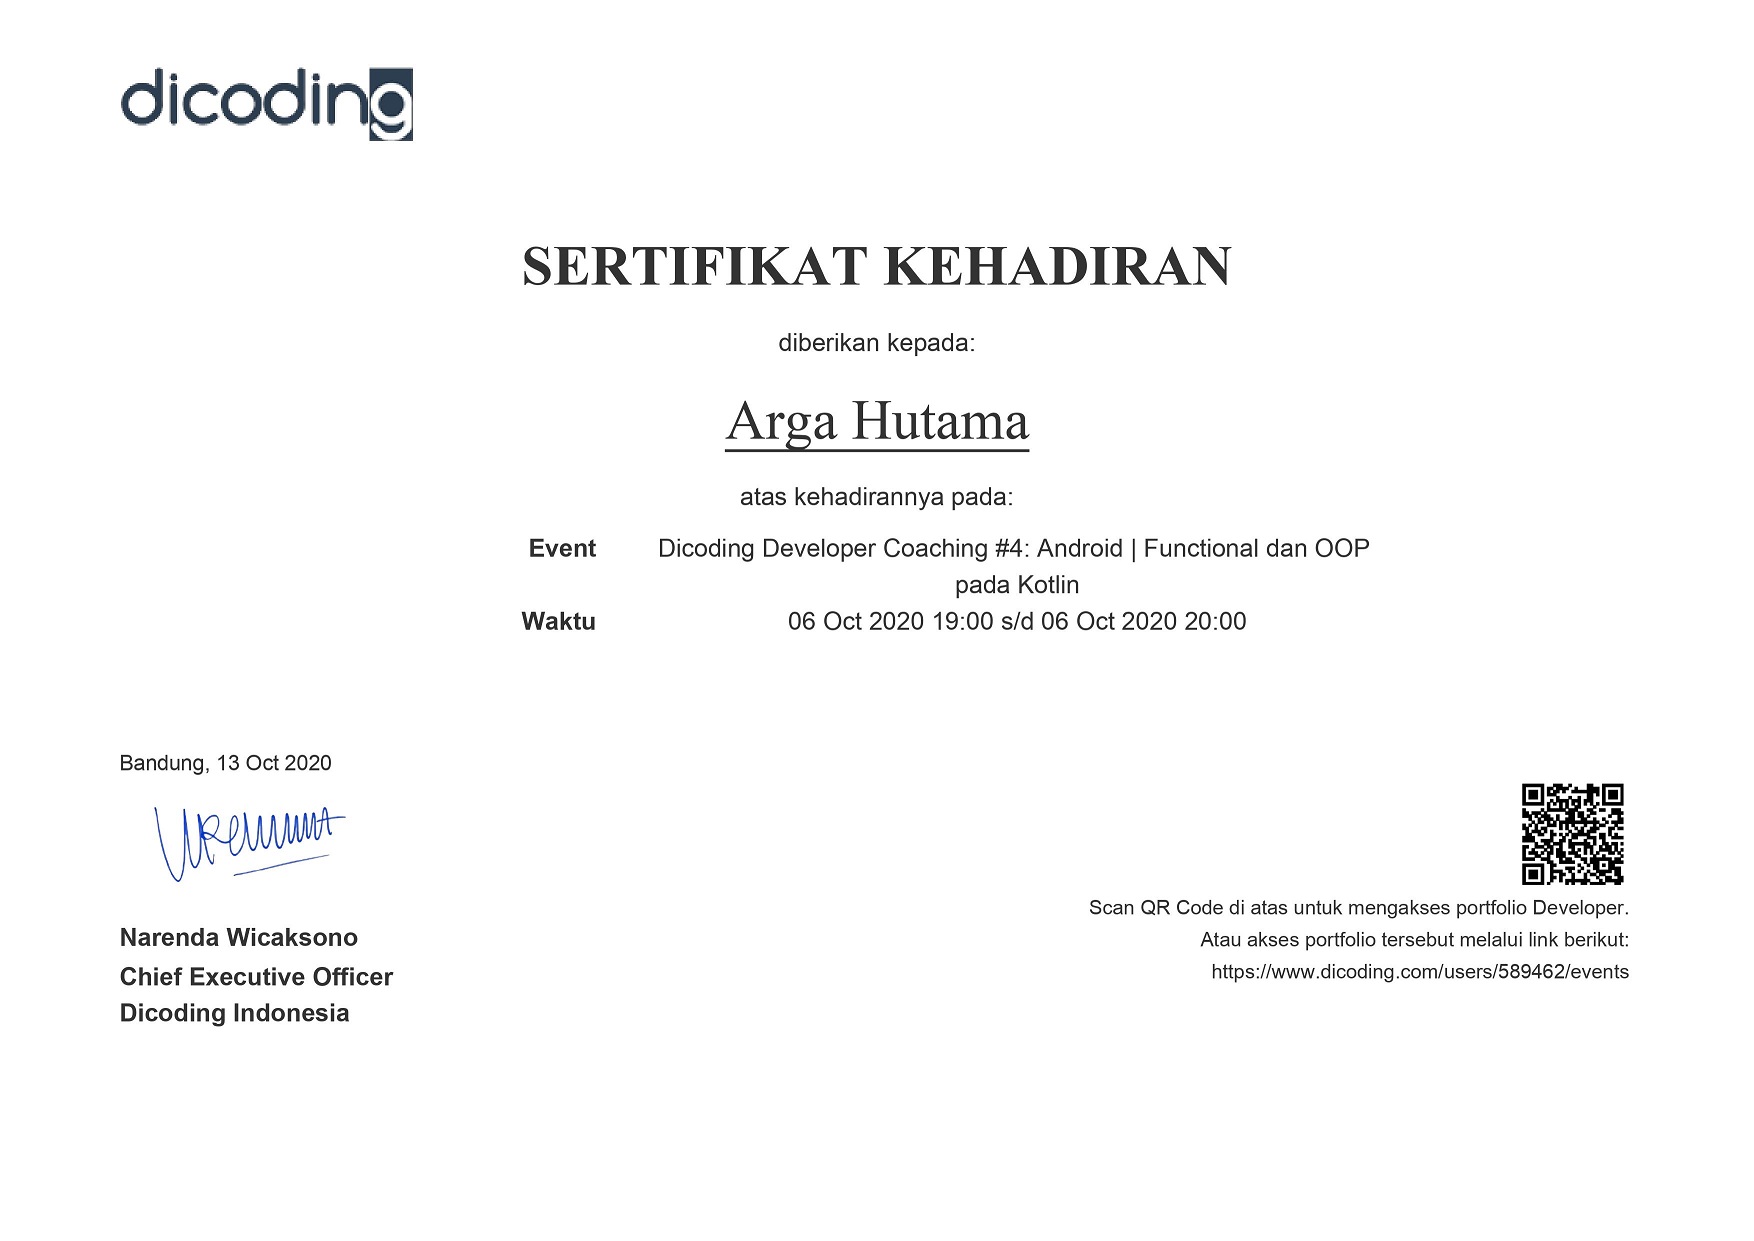 dicoding
SERTIFIKAT KEHADIRAN
diberikan kepada:
Arga Hutama
atas kehadirannya pada:
Event Dicoding Developer Coaching #4: Android | Functional dan OOP
pada Kotlin
Waktu 06 Oct 2020 19:00 s/d 06 Oct 2020 20:00
Bandung, 13 Oct 2020
Narenda Wicaksono
Chief Executive Officer
Dicoding Indonesia
Scan QR Code di atas untuk mengakses portfolio Developer.
Atau akses portfolio tersebut melalui link berikut:
https://www.dicoding.com/users/589462/events